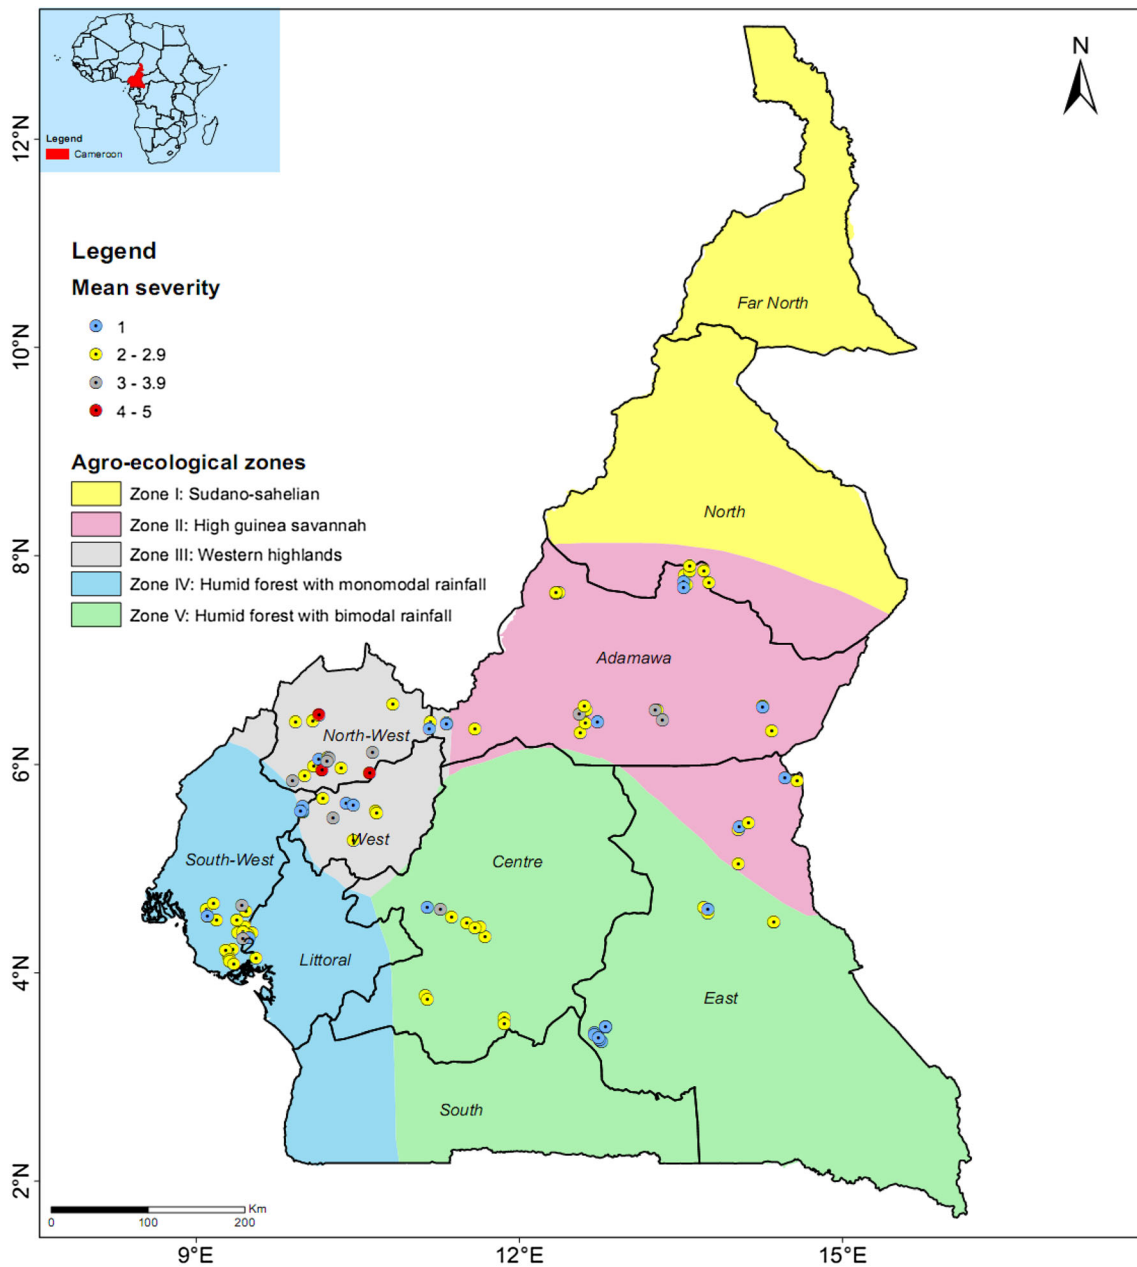 N
Legend
Cameroon
12°N
10°N
8°N
6°N
4°N
2°N
Legend
Mean severity
1
2 - 2.9
3 - 3.9
4 - 5
Agro-ecological zones
Zone I: Sudano-sahelian
Zone II: High guinea savannah
Zone III: Western highlands
Zone IV: Humid forest with monomodal rainfall
Zone V: Humid forest with bimodal rainfall
Far North
North
Adamawa
North-West
West
South-West
Centre
Littoral
East
South
Km
0 100 200
9°E 12°E 15°E